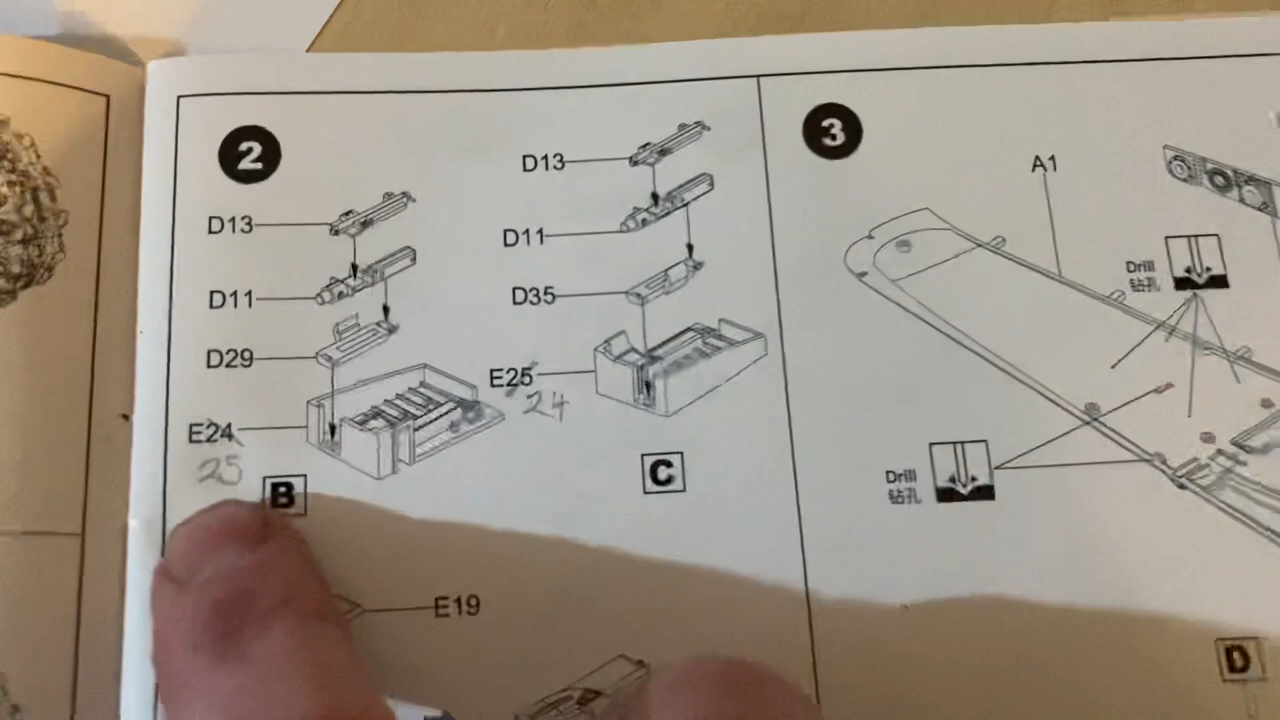 2
D13
D11
D29
E24
25
B
D13
D11
D35
E25
24
C
E19
3
A1
Drill
钻孔
Drill
钻孔
D